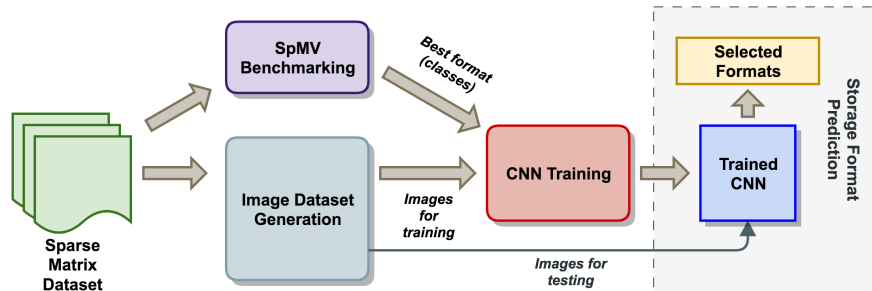 SpMV
Benchmarking
Best format
(classes)
Selected
Formats
Storage Format
Prediction
Image Dataset
Generation
CNN Training
Trained
CNN
Images
for
training
Sparse
Matrix
Dataset
Images for
testing